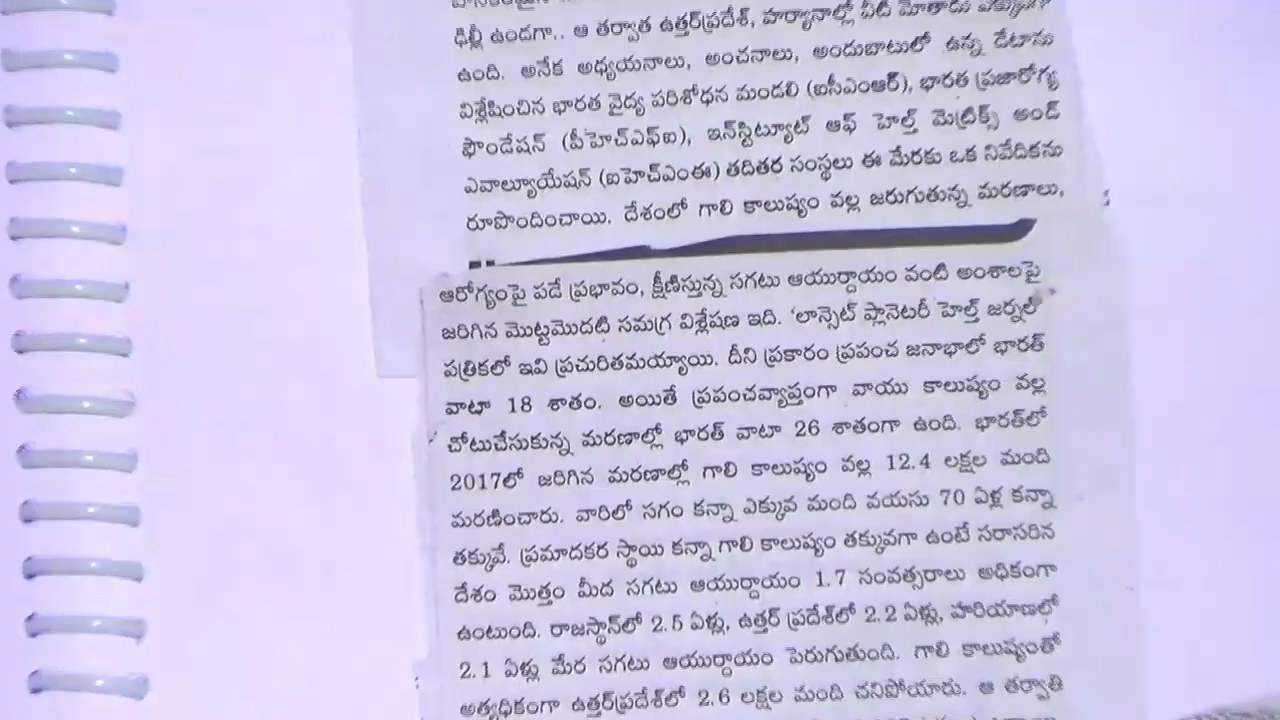 ఢిల్లీ ఉండగా.. ఆ తర్వాత ఉత్తర్‌ప్రదేశ్, హర్యానాల్లో వీటి మోతాదు
ఉంది. అనేక అధ్యయనాలు, అంచనాలు, అందుబాటులో ఉన్న డేటాను
విశ్లేషించిన భారత వైద్య పరిశోధన మండలి (ఐసీఎంఆర్), భారత ప్రజారోగ్య
ఫౌండేషన్ (పీహెచ్ఎఫ్ఐ), ఇన్‌స్టిట్యూట్ ఆఫ్ హెల్త్ మెట్రిక్స్ అండ్
ఎవాల్యూయేషన్ (ఐహెచ్ఎంఈ) తదితర సంస్థలు ఈ మేరకు ఒక నివేదికను
రూపొందించాయి. దేశంలో గాలి కాలుష్యం వల్ల జరుగుతున్న మరణాలు,
ఆరోగ్యంపై పడే ప్రభావం, క్షీణిస్తున్న సగటు ఆయుర్దాయం వంటి అంశాలపై
జరిగిన మొట్టమొదటి సమగ్ర విశ్లేషణ ఇది. 'లాన్సెట్ ప్లానెటరీ హెల్త్ జర్నల్'
పత్రికలో ఇవి ప్రచురితమయ్యాయి. దీని ప్రకారం ప్రపంచ జనాభాలో భారత్
వాటా 18 శాతం. అయితే ప్రపంచవ్యాప్తంగా వాయు కాలుష్యం వల్ల
చోటుచేసుకున్న మరణాల్లో భారత్ వాటా 26 శాతంగా ఉంది. భారత్‌లో
2017లో జరిగిన మరణాల్లో గాలి కాలుష్యం వల్ల 12.4 లక్షల మంది
మరణించారు. వారిలో సగం కన్నా ఎక్కువ మంది వయసు 70 ఏళ్ల కన్నా
తక్కువే. ప్రమాదకర స్థాయి కన్నా గాలి కాలుష్యం తక్కువగా ఉంటే సరాసరిన
దేశం మొత్తం మీద సగటు ఆయుర్దాయం 1.7 సంవత్సరాలు అధికంగా
ఉంటుంది. రాజస్థాన్‌లో 2.5 ఏళ్లు, ఉత్తర్ ప్రదేశ్‌లో 2.2 ఏళ్లు, హరియాణలో
2.1 ఏళ్లు మేర సగటు ఆయుర్దాయం పెరుగుతుంది. గాలి కాలుష్యంతో
అత్యధికంగా ఉత్తర్‌ప్రదేశ్‌లో 2.6 లక్షల మంది చనిపోయారు. ఆ తర్వాతి